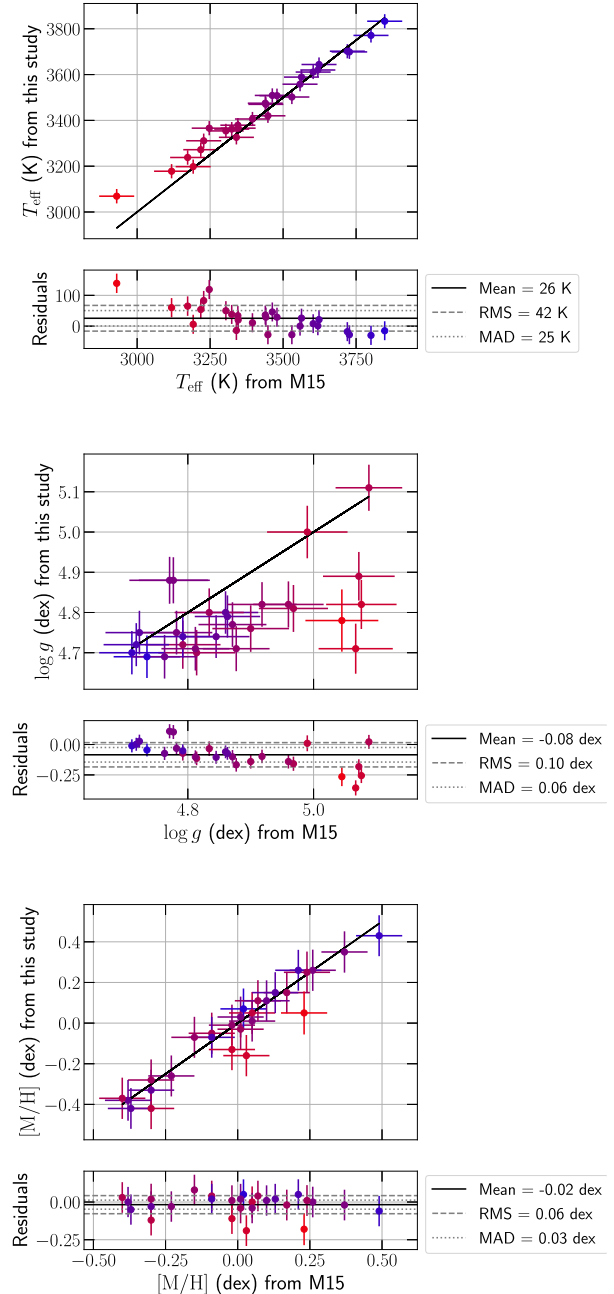 3800
3600
3400
3200
3000
T_eff (K) from this study
100
0
Residuals
3000 3250 3500 3750
T_eff (K) from M15
Mean = 26 K
RMS = 42 K
MAD = 25 K
5.1
5.0
4.9
4.8
4.7
log g (dex) from this study
0.00
−0.25
Residuals
4.8 5.0
log g (dex) from M15
Mean = -0.08 dex
RMS = 0.10 dex
MAD = 0.06 dex
0.4
0.2
0.0
−0.2
−0.4
[M/H] (dex) from this study
0.00
−0.25
Residuals
−0.50 −0.25 0.00 0.25 0.50
[M/H] (dex) from M15
Mean = -0.02 dex
RMS = 0.06 dex
MAD = 0.03 dex